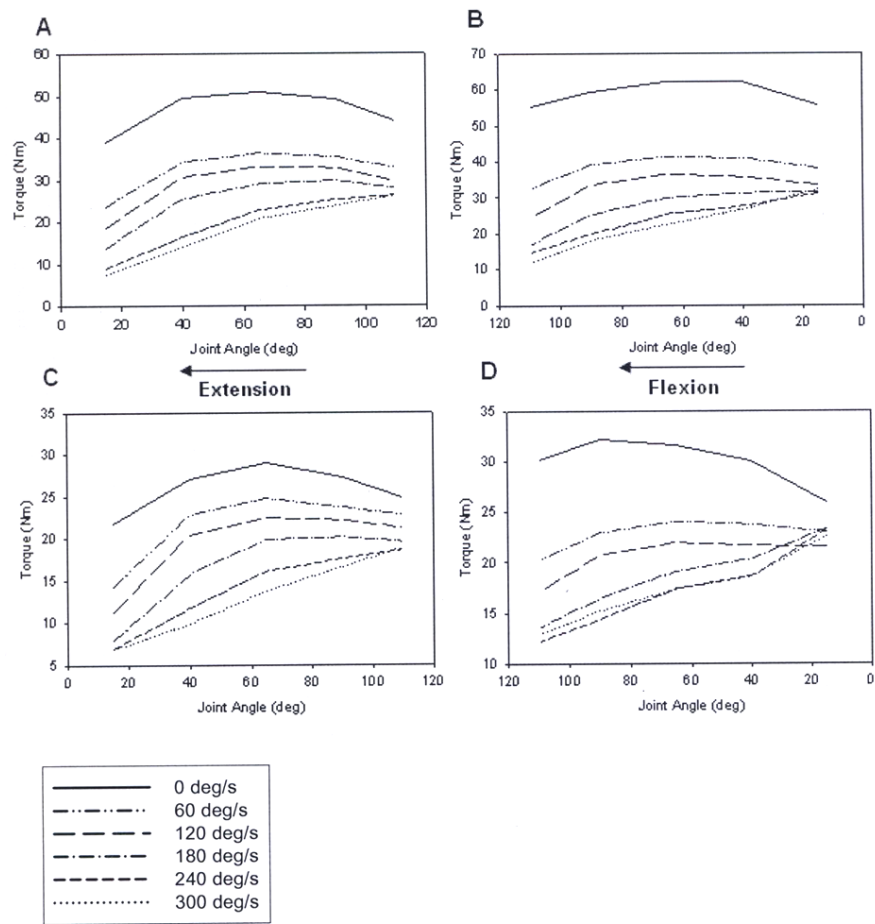 A
60
50
40
30
20
10
0
Torque (Nm)
0 20 40 60 80 100 120
Joint Angle (deg)
B
70
60
50
40
30
20
10
0
Torque (Nm)
120 100 80 60 40 20 0
Joint Angle (deg)
Extension
Flexion
C
35
30
25
20
15
10
5
Torque (Nm)
0 20 40 60 80 100 120
Joint Angle (deg)
D
35
30
25
20
15
10
Torque (Nm)
120 100 80 60 40 20 0
Joint Angle (deg)
0 deg/s
60 deg/s
120 deg/s
180 deg/s
240 deg/s
300 deg/s